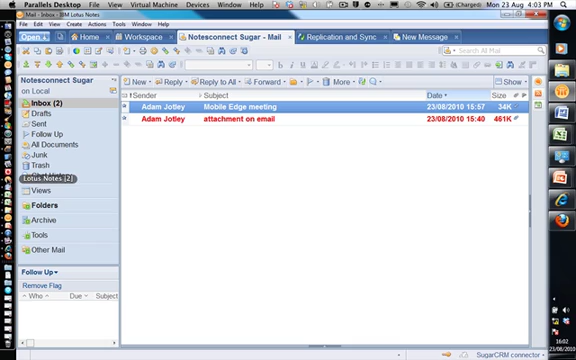 Parallels Desktop File Edit View Devices Window Help (Charged) Mon 23 Aug 4:03 PM
Mail - Inbox - IBM Lotus Notes
File Edit View Create Actions Tools Window Help
Open Home Workspace Notesconnect Sugar - Mail Replication and Sync New Message
Search All Mail
Notesconnect Sugar
on Local
Inbox (2)
Drafts
Sent
Follow Up
All Documents
Junk
Trash
Lotus Notes [2]
Views
Folders
Archive
Tools
Other Mail
Follow Up
Remove Flag
Who Due Subject
New Reply Reply to All Forward More Show
Sender Subject Date Size
Adam Jotley Mobile Edge meeting 23/08/2010 15:57 34K
Adam Jotley attachment on email 23/08/2010 15:40 461K
SugarCRM connector
16:02
23/08/2010